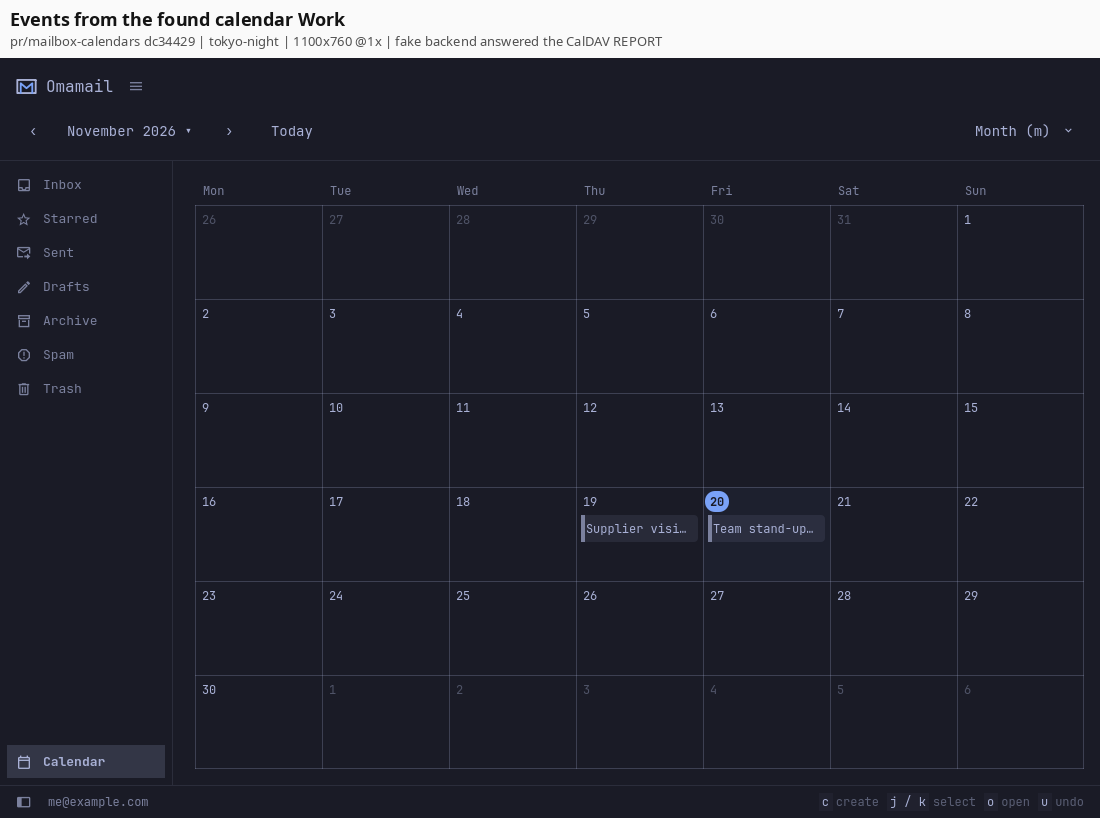 Events from the found calendar Work
pr/mailbox-calendars dc34429 | tokyo-night | 1100x760 @1x | fake backend answered the CalDAV REPORT
Omamail
‹ November 2026 ▾ › Today Month (m)
Inbox
Starred
Sent
Drafts
Archive
Spam
Trash
Calendar
Mon Tue Wed Thu Fri Sat Sun
26 27 28 29 30 31 1
2 3 4 5 6 7 8
9 10 11 12 13 14 15
16 17 18 19 20 21 22
Supplier visi… Team stand-up…
23 24 25 26 27 28 29
30 1 2 3 4 5 6
me@example.com c create j / k select o open u undo